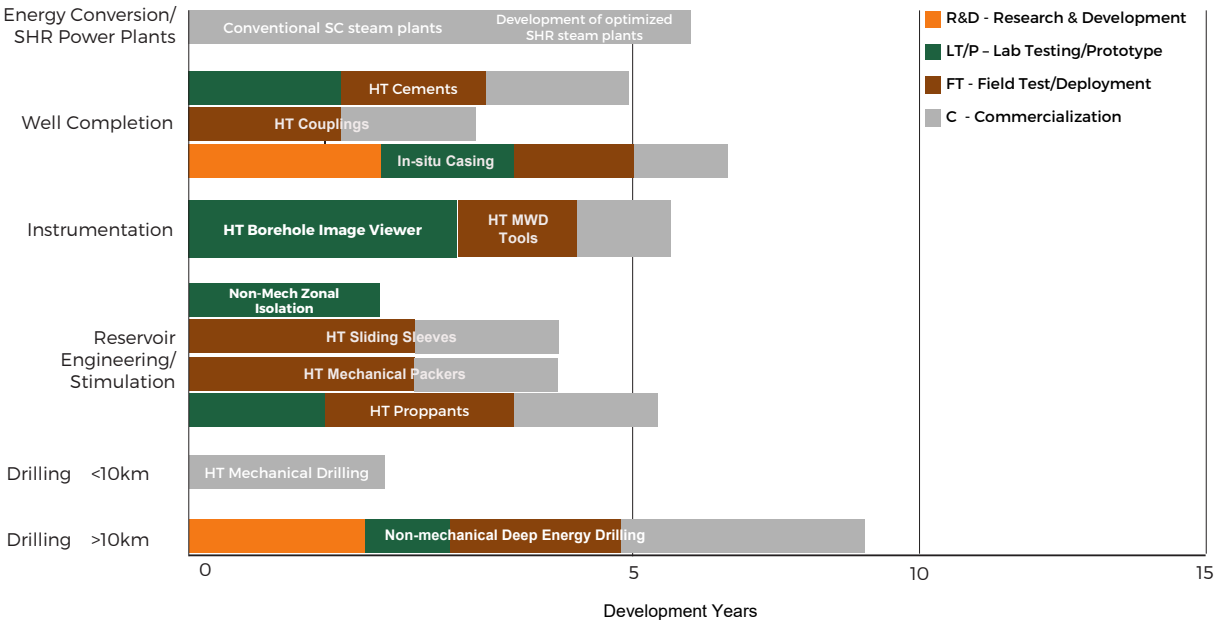 Energy Conversion/
SHR Power Plants
Conventional SC steam plants
Development of optimized
SHR steam plants
R&D - Research & Development
LT/P – Lab Testing/Prototype
FT - Field Test/Deployment
C - Commercialization
Well Completion
HT Cements
HT Couplings
In-situ Casing
Instrumentation
HT Borehole Image Viewer
HT MWD
Tools
Reservoir
Engineering/
Stimulation
Non-Mech Zonal
Isolation
HT Sliding Sleeves
HT Mechanical Packers
HT Proppants
Drilling <10km
HT Mechanical Drilling
Drilling >10km
Non-mechanical Deep Energy Drilling
0 5 10 15
Development Years